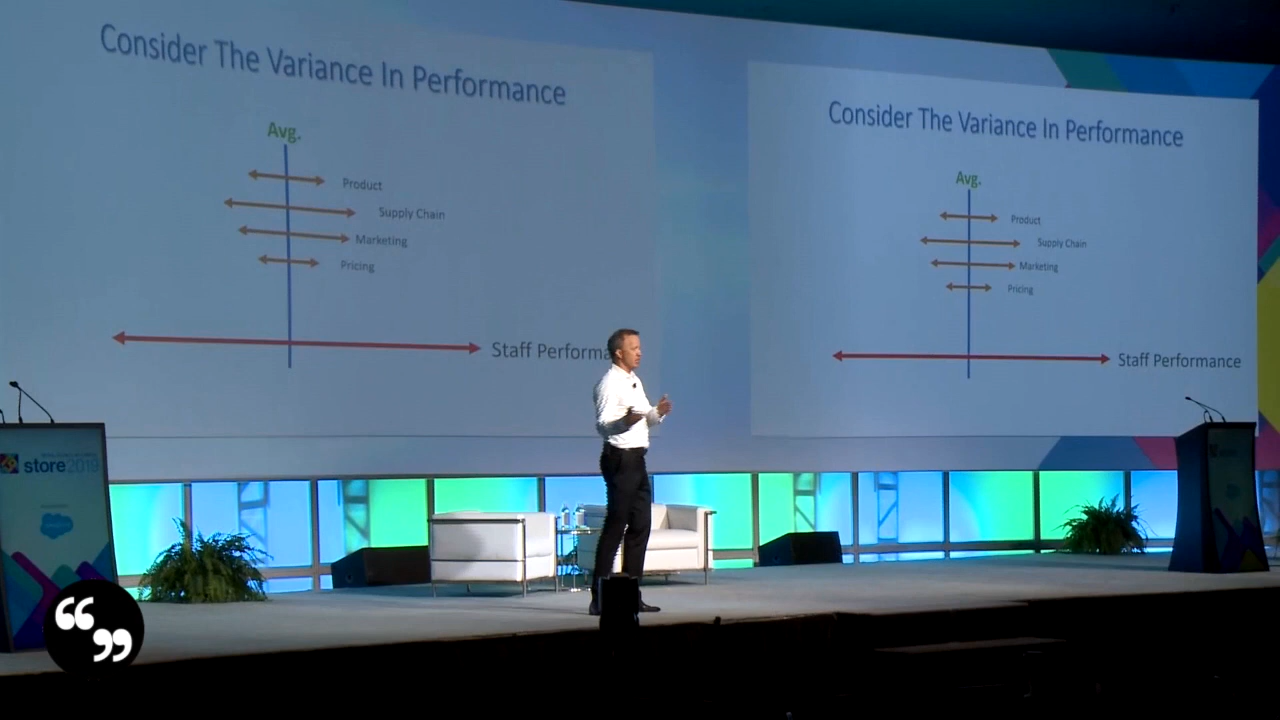 Consider The Variance In Performance
Avg.
Product
Supply Chain
Marketing
Pricing
Staff Performa
Consider The Variance In Performance
Avg.
Product
Supply Chain
Marketing
Pricing
Staff Performance
store2019
salesforce